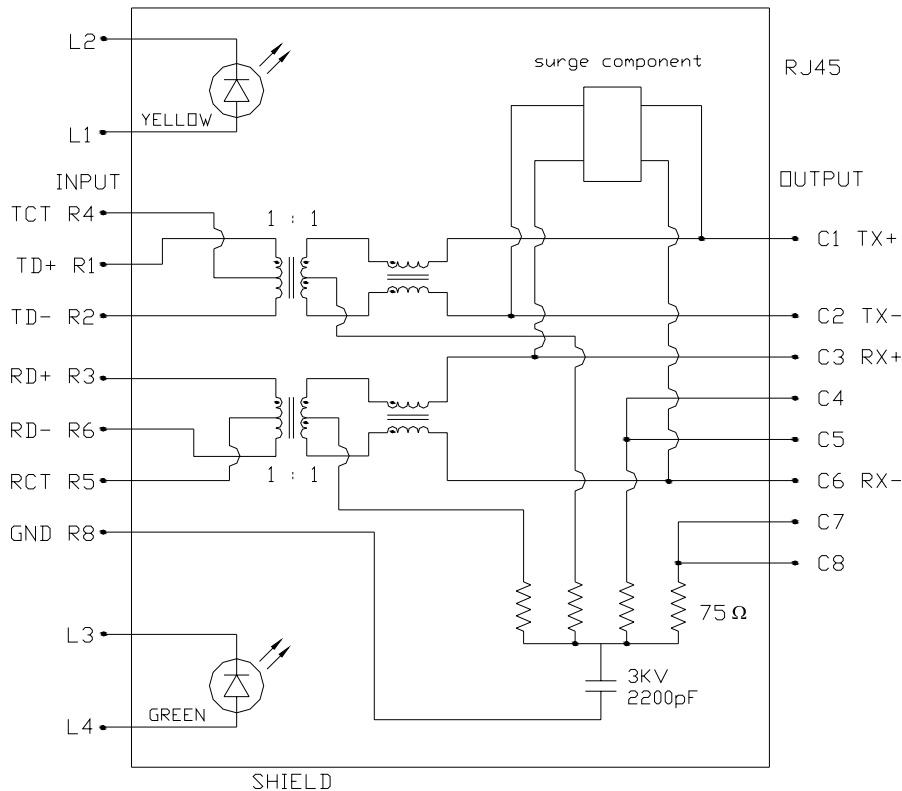 L2
surge component
RJ45
YELLOW
L1
INPUT
OUTPUT
TCT R4
1 : 1
C1 TX+
TD+ R1
TD- R2
C2 TX-
C3 RX+
RD+ R3
C4
RD- R6
C5
RCT R5
1 : 1
C6 RX-
C7
GND R8
C8
75Ω
L3
3KV
2200pF
GREEN
L4
SHIELD